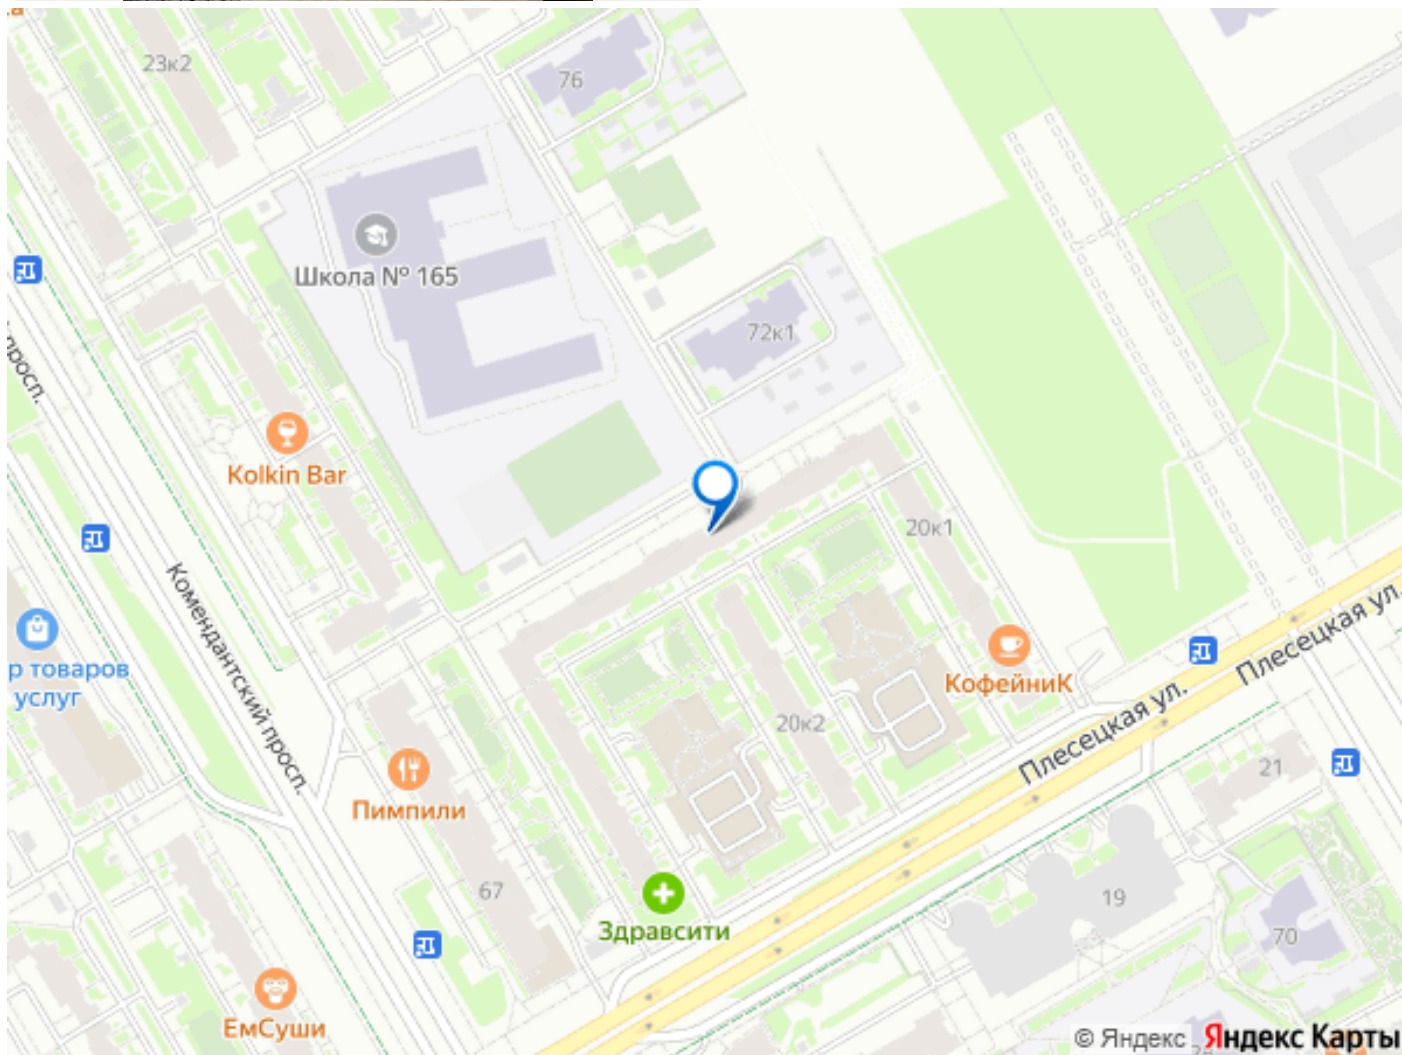 23к2
76
Школа № 165
72к1
просп.
Kolkin Bar
20к1
Комендантский просп.
р товаров
услуг
КофейниК
Плесецкая ул.
Плесецкая ул.
20к2
Пимпили
21
67
19
Здравсити
70
ЕмСуши
© Яндекс Яндекс Карты